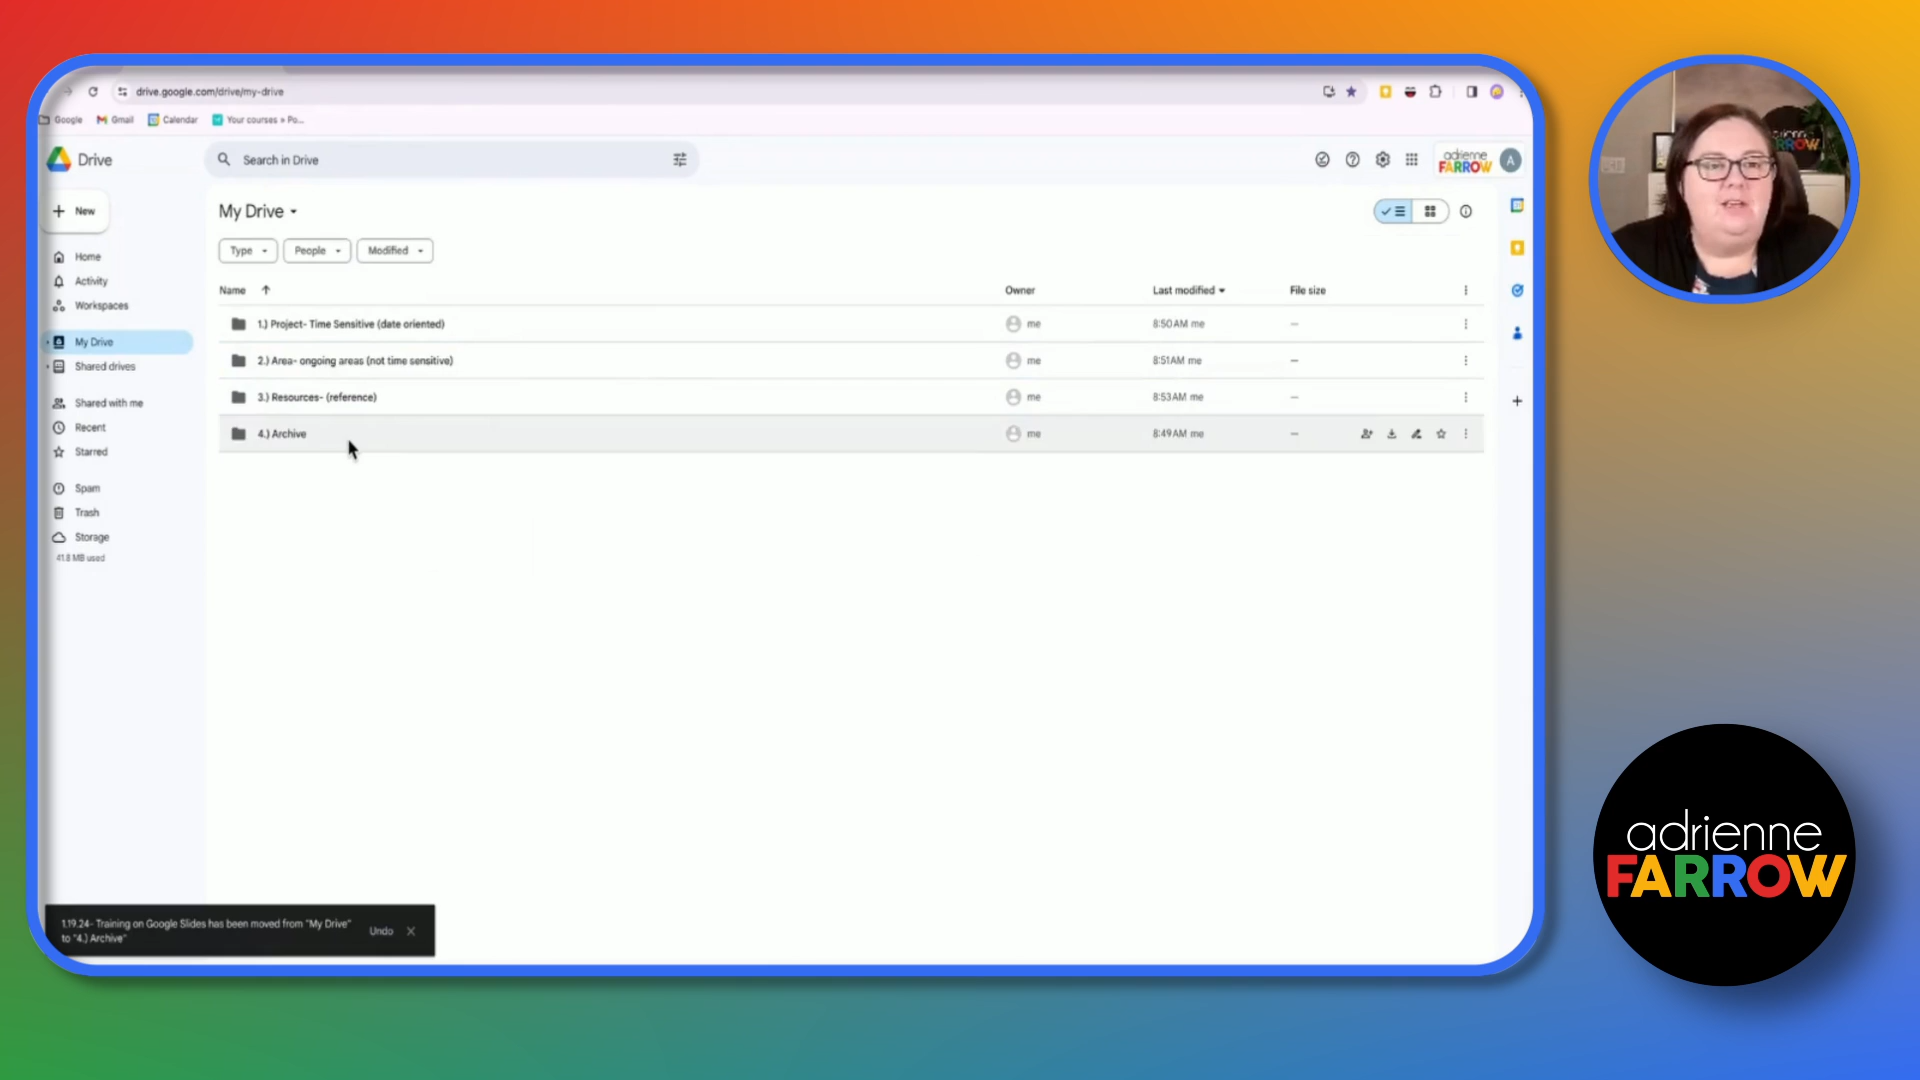 drive.google.com/drive/my-drive
Google
Gmail
Calendar
Your courses » Po...
Drive
Search in Drive
adrienne
FARROW
A
New
My Drive
Type
People
Modified
Home
Activity
Workspaces
My Drive
Shared drives
Shared with me
Recent
Starred
Spam
Trash
Storage
41.8 MB used
Name
Owner
Last modified
File size
1.) Project- Time Sensitive (date oriented)
me
8:50 AM me
–
2.) Area- ongoing areas (not time sensitive)
me
8:51 AM me
–
3.) Resources- (reference)
me
8:53 AM me
–
4.) Archive
me
8:49 AM me
–
1.19.24- Training on Google Slides has been moved from "My Drive"
to "4.) Archive"
Undo
adrienne
FARROW